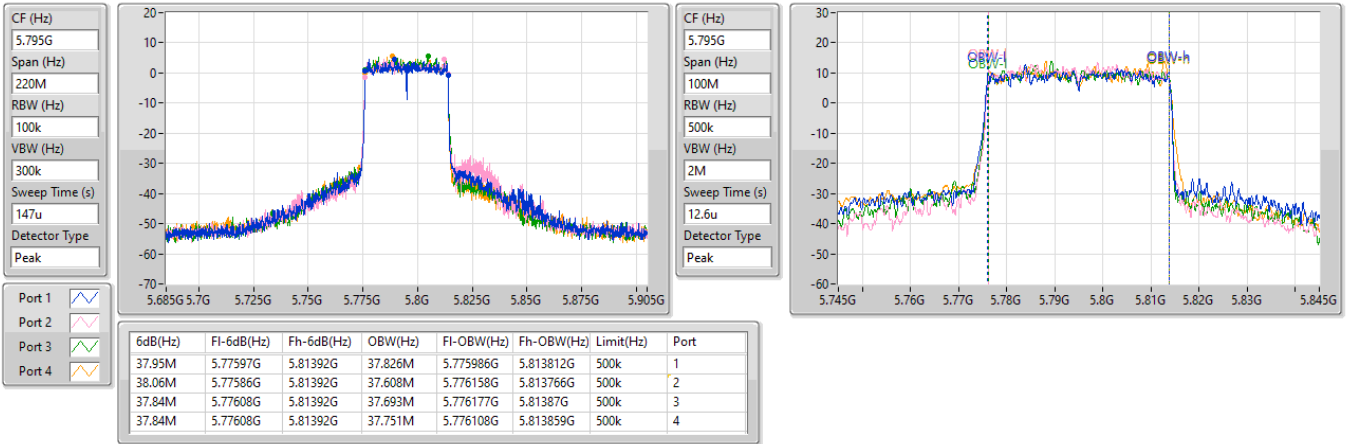 CF (Hz)
5.795G
Span (Hz)
220M
RBW (Hz)
100k
VBW (Hz)
300k
Sweep Time (s)
147u
Detector Type
Peak
20-
10-
0-
-10-
-20-
-30-
-40-
-50-
-60-
-70-
5.685G 5.7G 5.725G 5.75G 5.775G 5.8G 5.825G 5.85G 5.875G 5.905G
CF (Hz)
5.795G
Span (Hz)
100M
RBW (Hz)
500k
VBW (Hz)
2M
Sweep Time (s)
12.6u
Detector Type
Peak
30-
20-
10-
0-
-10-
-20-
-30-
-40-
-50-
-60-
OBW-l OBW-h
5.745G 5.76G 5.77G 5.78G 5.79G 5.8G 5.81G 5.82G 5.83G 5.845G
Port 1
Port 2
Port 3
Port 4
6dB(Hz) Fl-6dB(Hz) Fh-6dB(Hz) OBW(Hz) Fl-OBW(Hz) Fh-OBW(Hz) Limit(Hz) Port
37.95M 5.77597G 5.81392G 37.826M 5.775986G 5.813812G 500k 1
38.06M 5.77586G 5.81392G 37.608M 5.776158G 5.813766G 500k 2
37.84M 5.77608G 5.81392G 37.693M 5.776177G 5.81387G 500k 3
37.84M 5.77608G 5.81392G 37.751M 5.776108G 5.813859G 500k 4